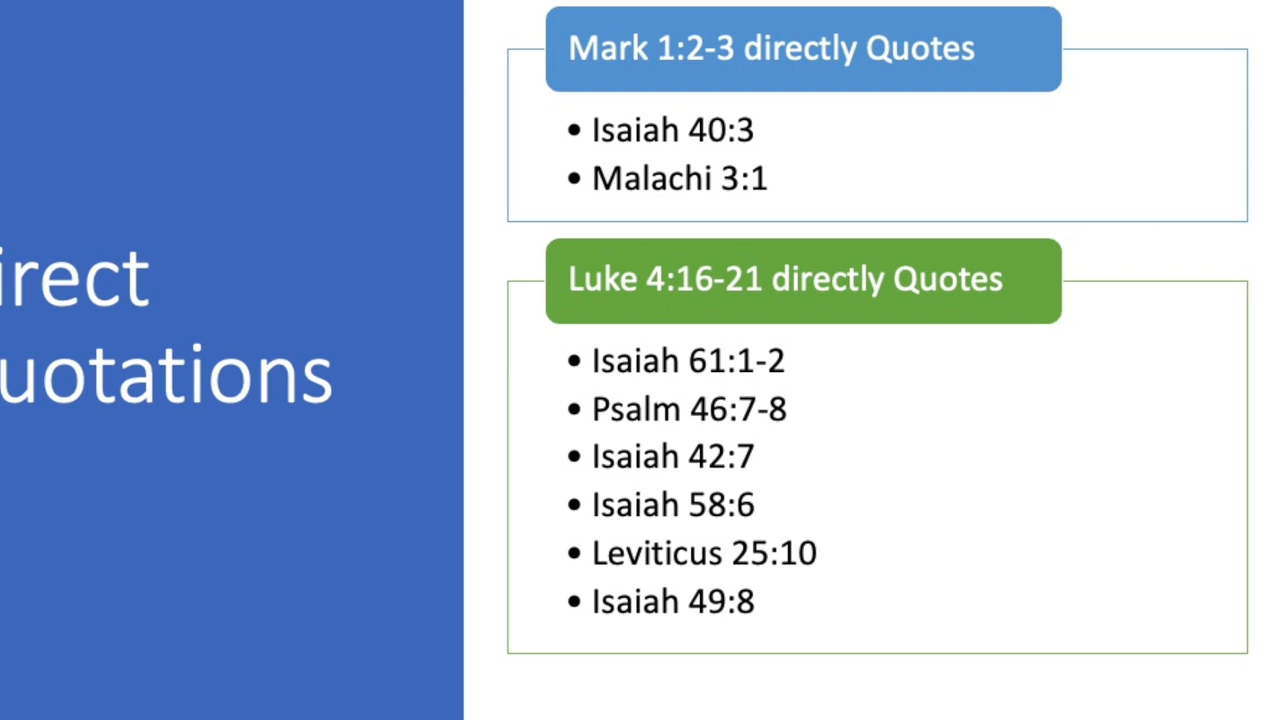 irect
uotations
Mark 1:2-3 directly Quotes
• Isaiah 40:3
• Malachi 3:1
Luke 4:16-21 directly Quotes
• Isaiah 61:1-2
• Psalm 46:7-8
• Isaiah 42:7
• Isaiah 58:6
• Leviticus 25:10
• Isaiah 49:8